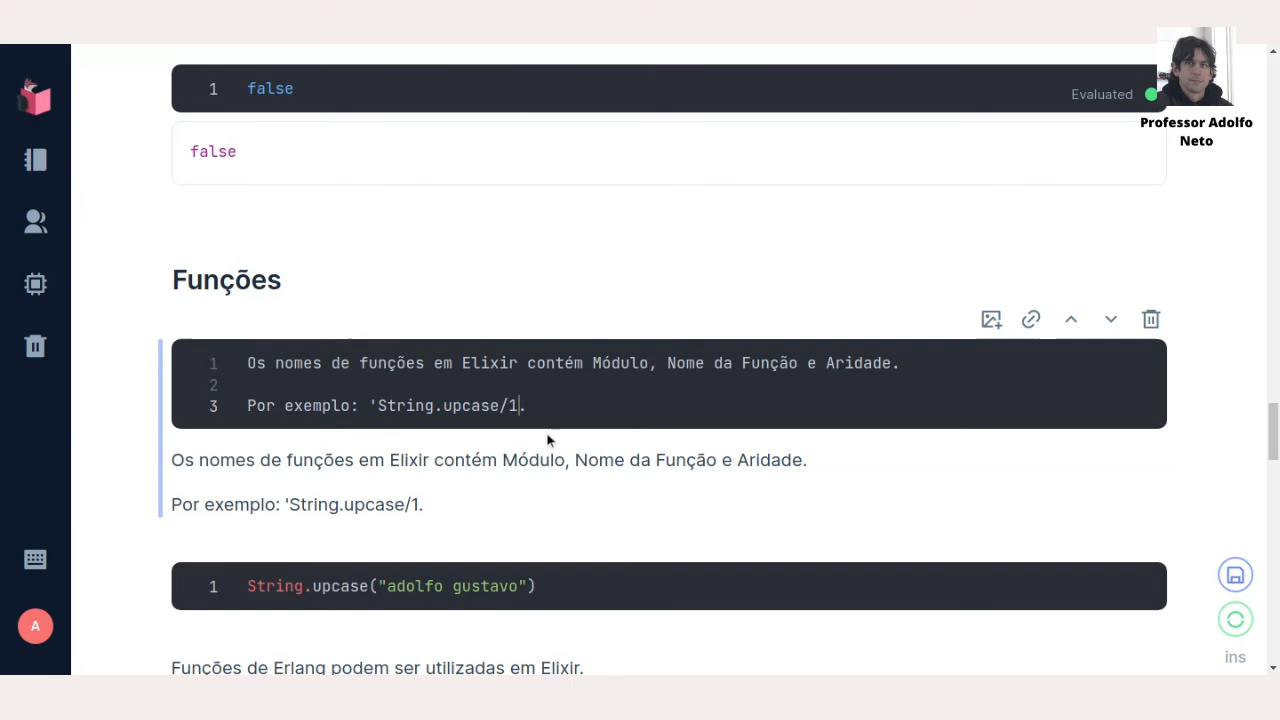 1 false
Evaluated
Professor Adolfo
Neto
false
Funções
1 Os nomes de funções em Elixir contém Módulo, Nome da Função e Aridade.
2
3 Por exemplo: 'String.upcase/1.
Os nomes de funções em Elixir contém Módulo, Nome da Função e Aridade.
Por exemplo: 'String.upcase/1.
1 String.upcase("adolfo gustavo")
Funções de Erlang podem ser utilizadas em Elixir.
A
ins